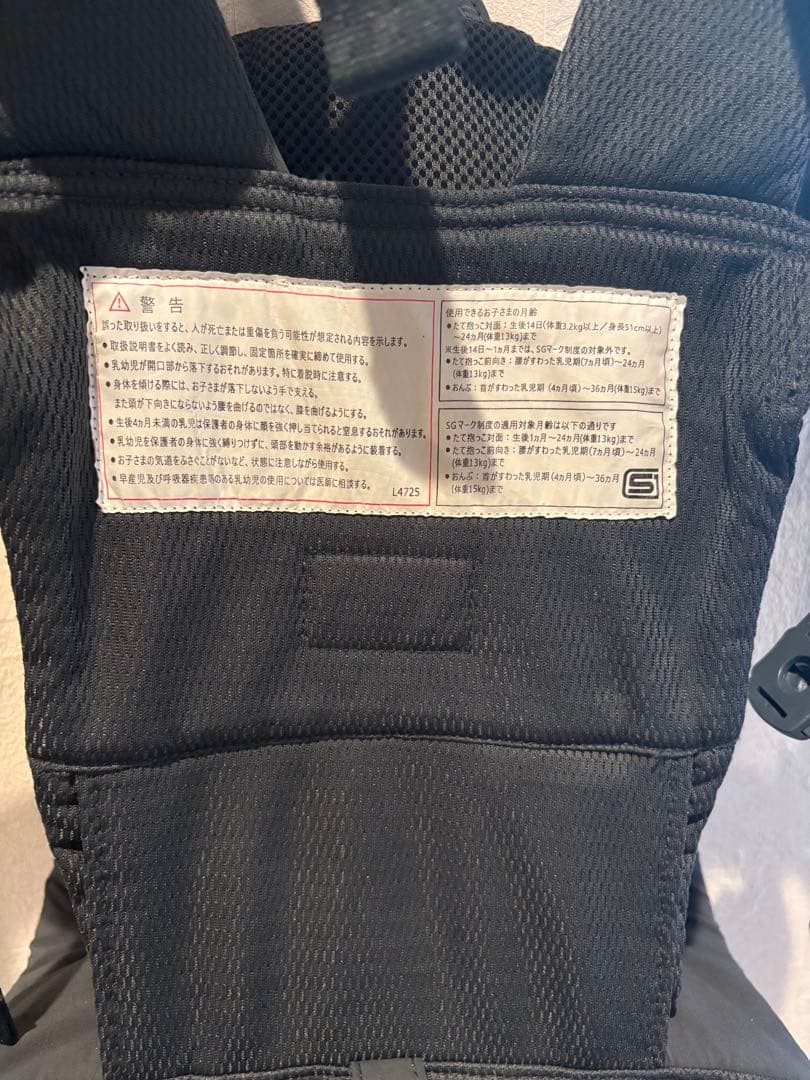 警告
誤った取り扱いをすると、人が死亡または重傷を負う可能性が想定される内容を示します。
●取扱説明書をよく読み、正しく調節し、固定箇所を確実に締めて使用する。
●乳幼児が開口部から落下するおそれがあります。特に着脱時に注意する。
●身体を傾ける際には、お子さまが落下しないよう手で支える。
また頭が下向きにならないよう腰を曲げるのではなく、膝を曲げるようにする。
●生後4カ月未満の乳児は保護者の身体に顔を強く押し当てられると窒息するおそれがあります。
●乳幼児を保護者の身体に強く縛りつけずに、頭部を動かす余裕があるように装着する。
●お子さまの気道をふさぐことがないなど、状態に注意しながら使用する。
●早産児及び呼吸器疾患等のある乳幼児の使用については医師に相談する。
L4725
使用できるお子さまの月齢
●たて抱っこ対面：生後14日(体重3.2kg以上／身長51cm以上)
〜24カ月(体重13kg)まで
※生後14日〜1カ月までは、SGマーク制度の対象外です。
●たて抱っこ前向き：腰がすわった乳児期(7カ月頃)〜24カ月
(体重13kg)まで
●おんぶ：首がすわった乳児期(4カ月頃)〜36カ月(体重15kg)まで
SGマーク制度の適用対象月齢は以下の通りです
●たて抱っこ対面：生後1カ月〜24カ月(体重13kg)まで
●たて抱っこ前向き：腰がすわった乳児期(7カ月頃)〜24カ月
(体重13kg)まで
●おんぶ：首がすわった乳児期(4カ月頃)〜36カ月
(体重15kg)まで